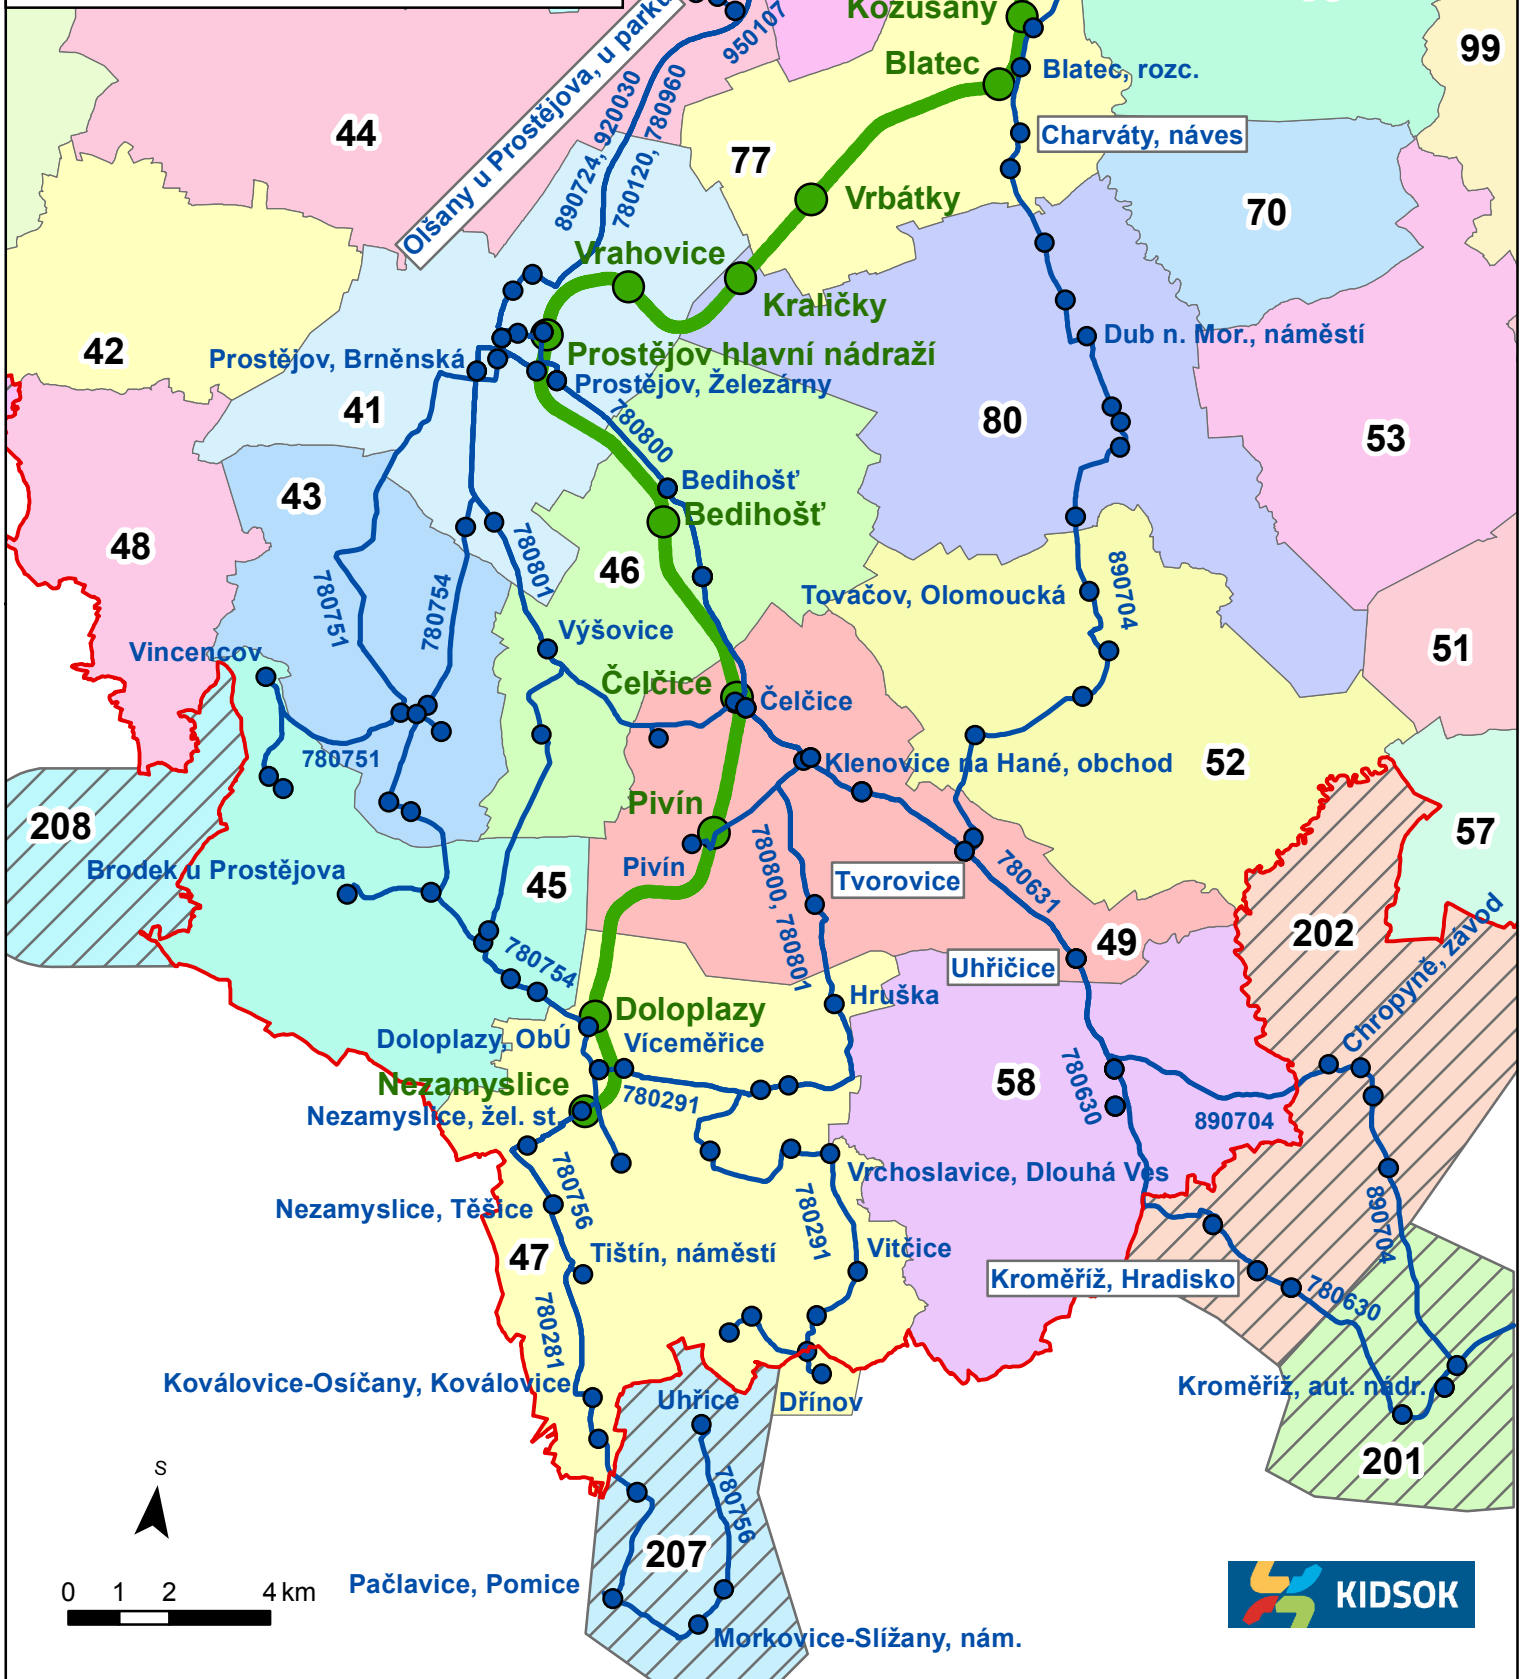 Kožušany
950107
Blatec
Blatec, rozc.
99
Olšany u Prostějova, u parku
44
890724, 920030
780120, 780960
77
Charváty, náves
Vrbátky
70
Vrahovice
Kraličky
42
Prostějov, Brněnská
Prostějov hlavní nádraží
Dub n. Mor., náměstí
Prostějov, Železárny
41
780800
80
53
43
Bedihošť
Bedihošť
48
780801
46
890704
780751
780754
Tovačov, Olomoucká
Výšovice
51
Vincencov
Čelčice
Čelčice
780751
Klenovice na Hané, obchod
52
Pivín
208
57
Brodek u Prostějova
45
Pivín
780800, 780801
Tvorovice
780631
202
49
Chropyně, závod
780754
Uhřičice
Hruška
Doloplazy
Doloplazy, ObÚ
Víceměřice
Nezamyslice
780291
58
780630
890704
Nezamyslice, žel. st.
780756
Vrchoslavice, Dlouhá Ves
Nezamyslice, Těšice
780291
890704
47
Tištín, náměstí
Vitčice
Kroměříž, Hradisko
780630
780281
Koválovice-Osíčany, Koválovice
Uhřice
Dřínov
Kroměříž, aut. nádr.
201
S
780756
207
0 1 2 4 km
Pačlavice, Pomice
KIDSOK
Morkovice-Slížany, nám.